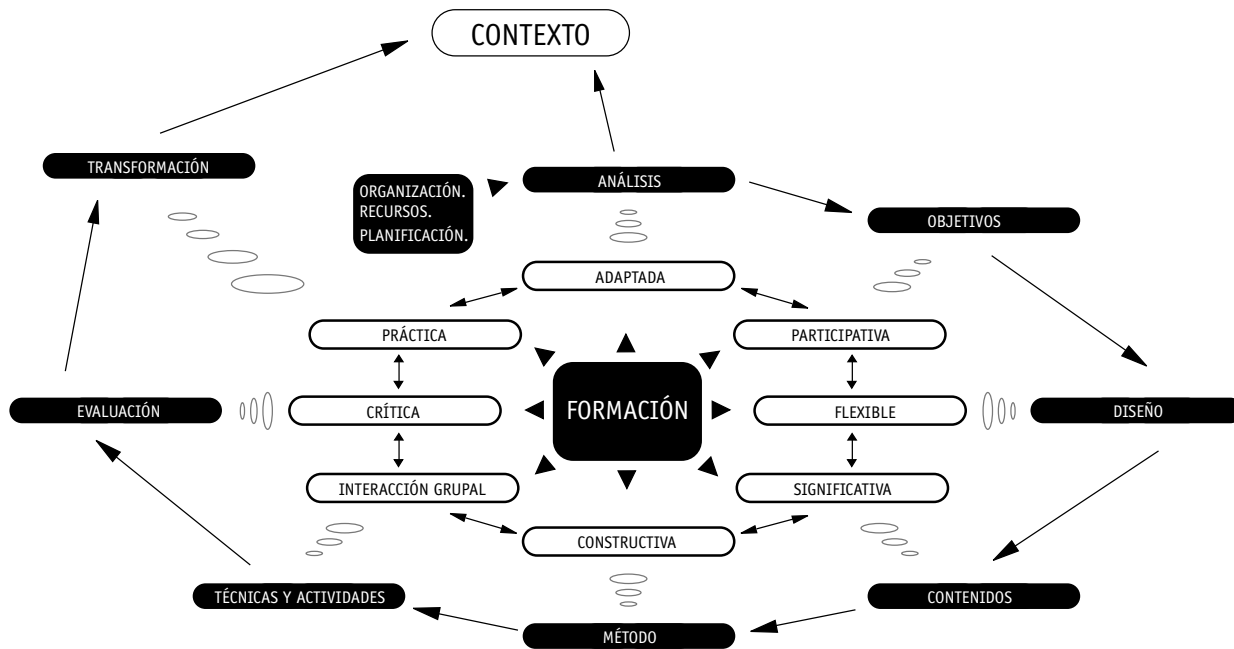 CONTEXTO
TRANSFORMACIÓN
ANÁLISIS
ORGANIZACIÓN.
RECURSOS.
PLANIFICACIÓN.
OBJETIVOS
ADAPTADA
PRÁCTICA
PARTICIPATIVA
EVALUACIÓN
CRÍTICA
FORMACIÓN
FLEXIBLE
DISEÑO
INTERACCIÓN GRUPAL
SIGNIFICATIVA
CONSTRUCTIVA
TÉCNICAS Y ACTIVIDADES
CONTENIDOS
MÉTODO